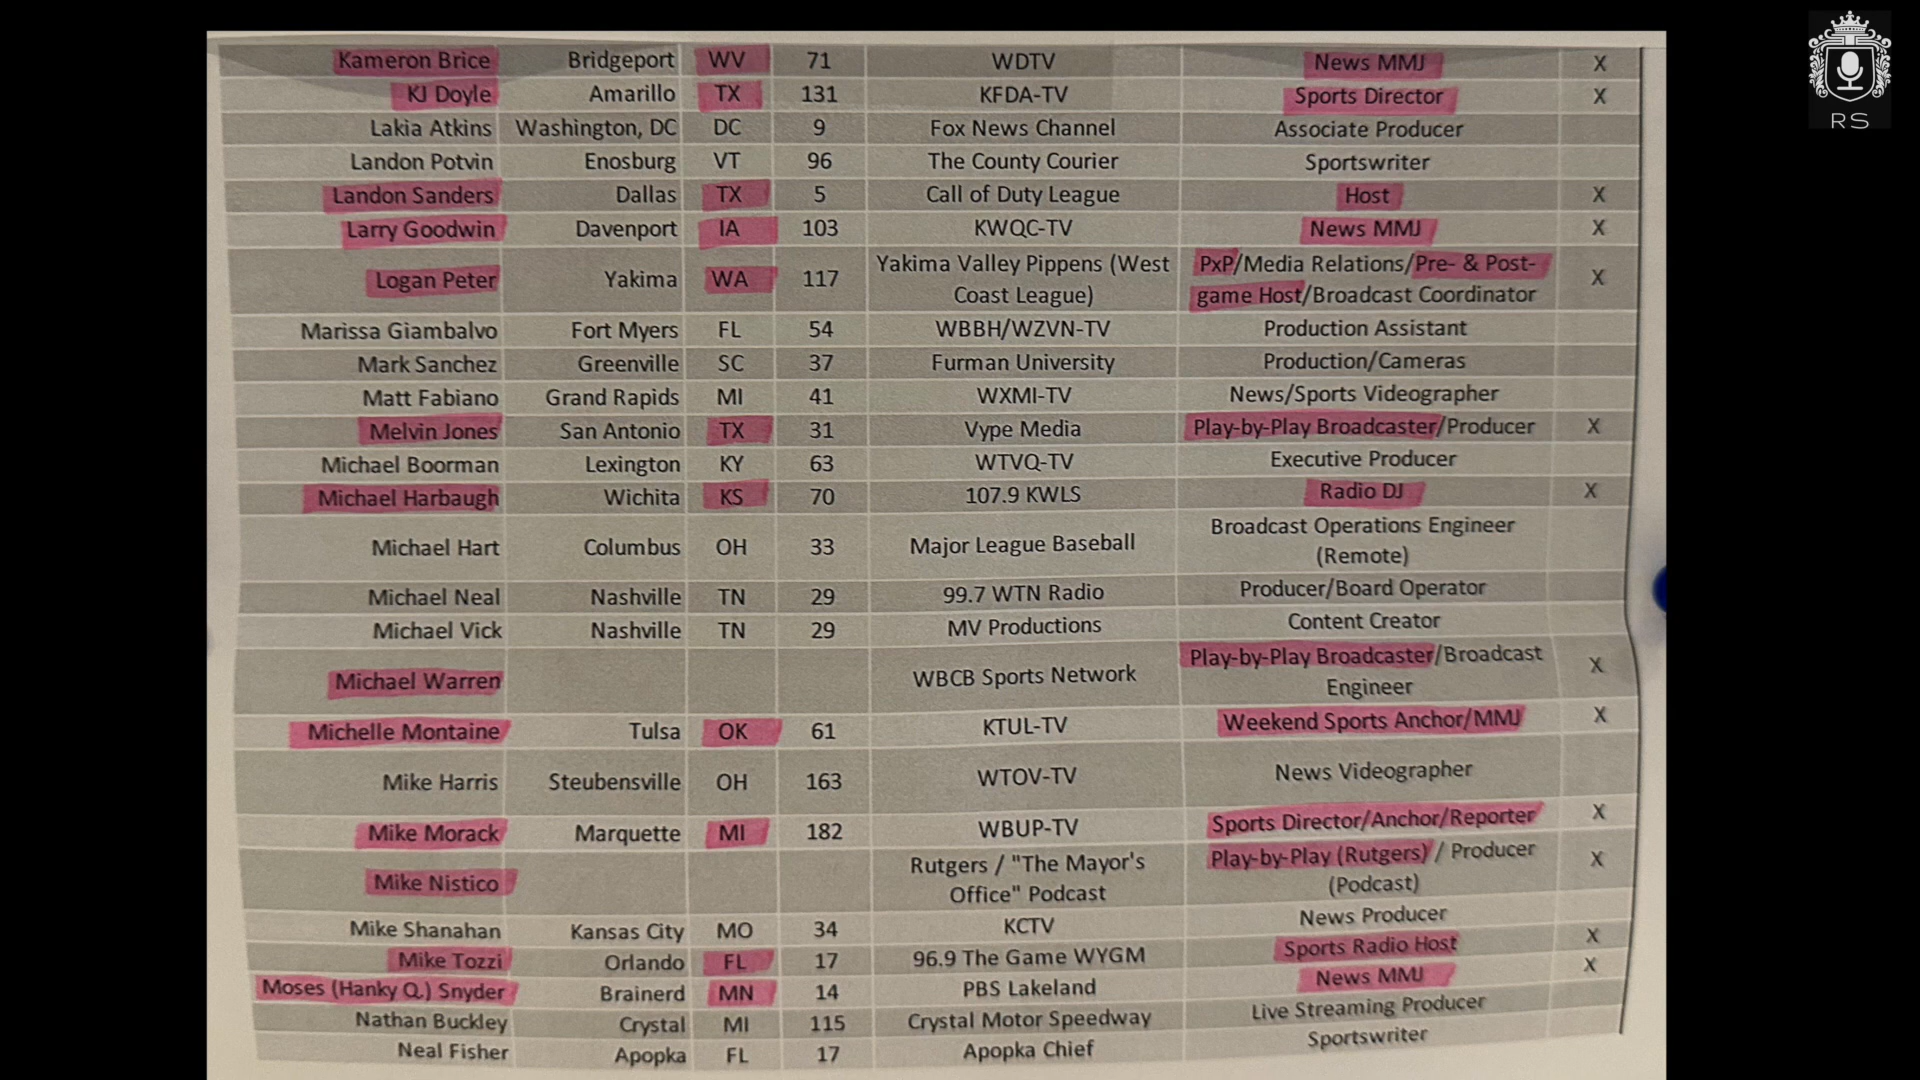 RS
Kameron Brice Bridgeport WV 71 WDTV News MMJ X
KJ Doyle Amarillo TX 131 KFDA-TV Sports Director X
Lakia Atkins Washington, DC DC 9 Fox News Channel Associate Producer
Landon Potvin Enosburg VT 96 The County Courier Sportswriter
Landon Sanders Dallas TX 5 Call of Duty League Host X
Larry Goodwin Davenport IA 103 KWQC-TV News MMJ X
Logan Peter Yakima WA 117 Yakima Valley Pippens (West PxP/Media Relations/Pre- & Post- X
Coast League) game Host/Broadcast Coordinator
Marissa Giambalvo Fort Myers FL 54 WBBH/WZVN-TV Production Assistant
Mark Sanchez Greenville SC 37 Furman University Production/Cameras
Matt Fabiano Grand Rapids MI 41 WXMI-TV News/Sports Videographer
Melvin Jones San Antonio TX 31 Vype Media Play-by-Play Broadcaster/Producer X
Michael Boorman Lexington KY 63 WTVQ-TV Executive Producer
Michael Harbaugh Wichita KS 70 107.9 KWLS Radio DJ X
Michael Hart Columbus OH 33 Major League Baseball Broadcast Operations Engineer
(Remote)
Michael Neal Nashville TN 29 99.7 WTN Radio Producer/Board Operator
Michael Vick Nashville TN 29 MV Productions Content Creator
Michael Warren WBCB Sports Network Play-by-Play Broadcaster/Broadcast X
Engineer
Michelle Montaine Tulsa OK 61 KTUL-TV Weekend Sports Anchor/MMJ X
Mike Harris Steubensville OH 163 WTOV-TV News Videographer
Mike Morack Marquette MI 182 WBUP-TV Sports Director/Anchor/Reporter X
Mike Nistico Rutgers / "The Mayor's Play-by-Play (Rutgers) / Producer X
Office" Podcast (Podcast)
Mike Shanahan Kansas City MO 34 KCTV News Producer
Mike Tozzi Orlando FL 17 96.9 The Game WYGM Sports Radio Host X
Moses (Hanky Q.) Snyder Brainerd MN 14 PBS Lakeland News MMJ X
Nathan Buckley Crystal MI 115 Crystal Motor Speedway Live Streaming Producer
Neal Fisher Apopka FL 17 Apopka Chief Sportswriter